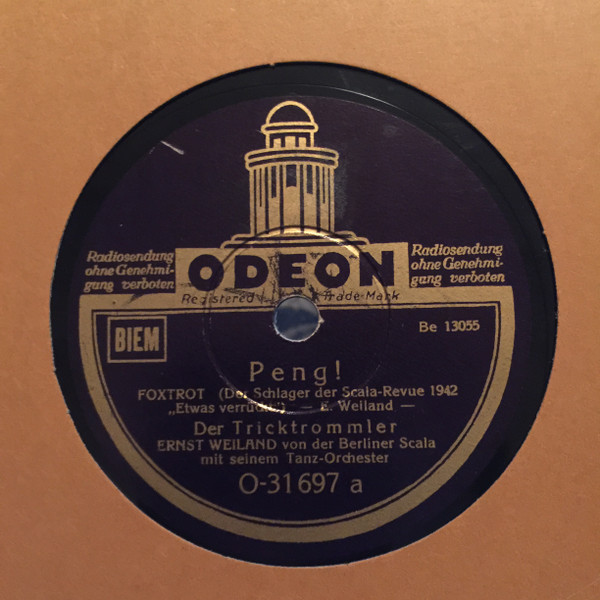 Radiosendung
ohne Genehmi-
gung verboten
ODEON
Radiosendung
ohne Genehmi-
gung verboten
Registered Trade-Mark
BIEM
Be 13055
Peng!
FOXTROT (Der Schlager der Scala-Revue 1942
„Etwas verrückt") — E. Weiland —
Der Tricktrommler
ERNST WEILAND von der Berliner Scala
mit seinem Tanz-Orchester
O-31697 a